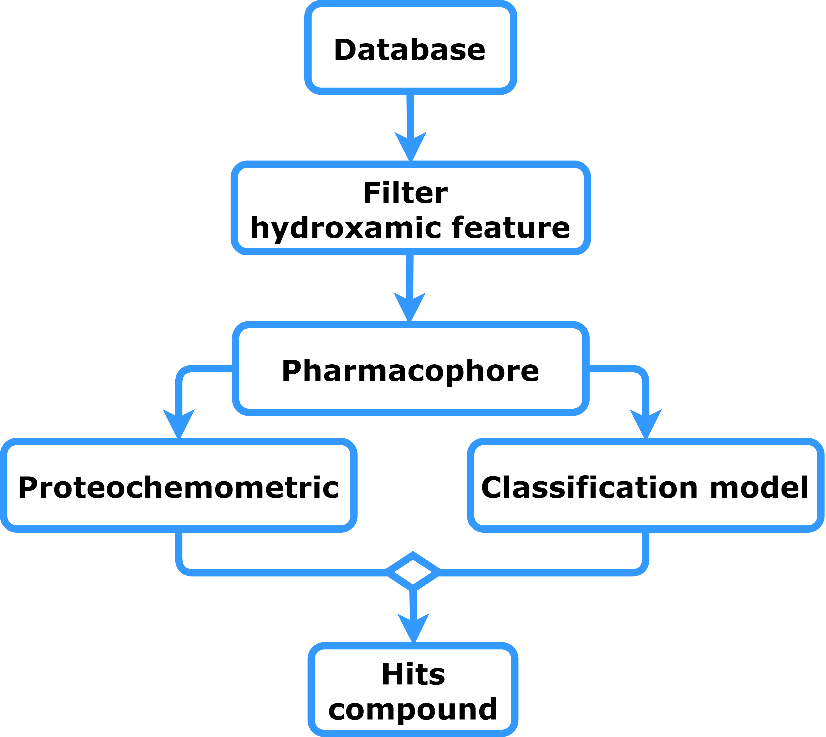 Database
Filter
hydroxamic feature
Pharmacophore
Proteochemometric
Classification model
Hits
compound